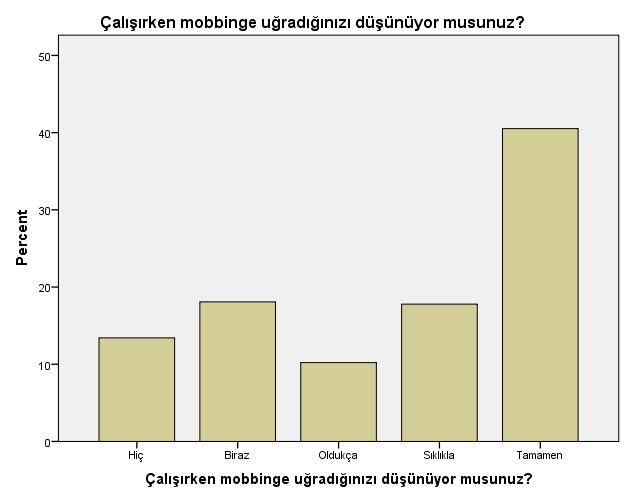 Çalışırken mobbinge uğradığınızı düşünüyor musunuz?
50
40
30
20
10
0
Percent
Hiç
Biraz
Oldukça
Sıklıkla
Tamamen
Çalışırken mobbinge uğradığınızı düşünüyor musunuz?